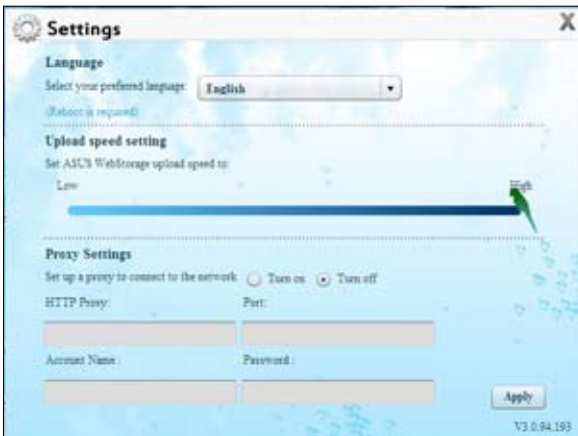 Settings
Language
Select your preferred language: English
(Reboot is required)
Upload speed setting
Set ASUS WebStorage upload speed to:
Low High
Proxy Settings
Set up a proxy to connect to the network Turn on Turn off
HTTP Proxy: Port:
Account Name : Password :
Apply
V3.0.94.193